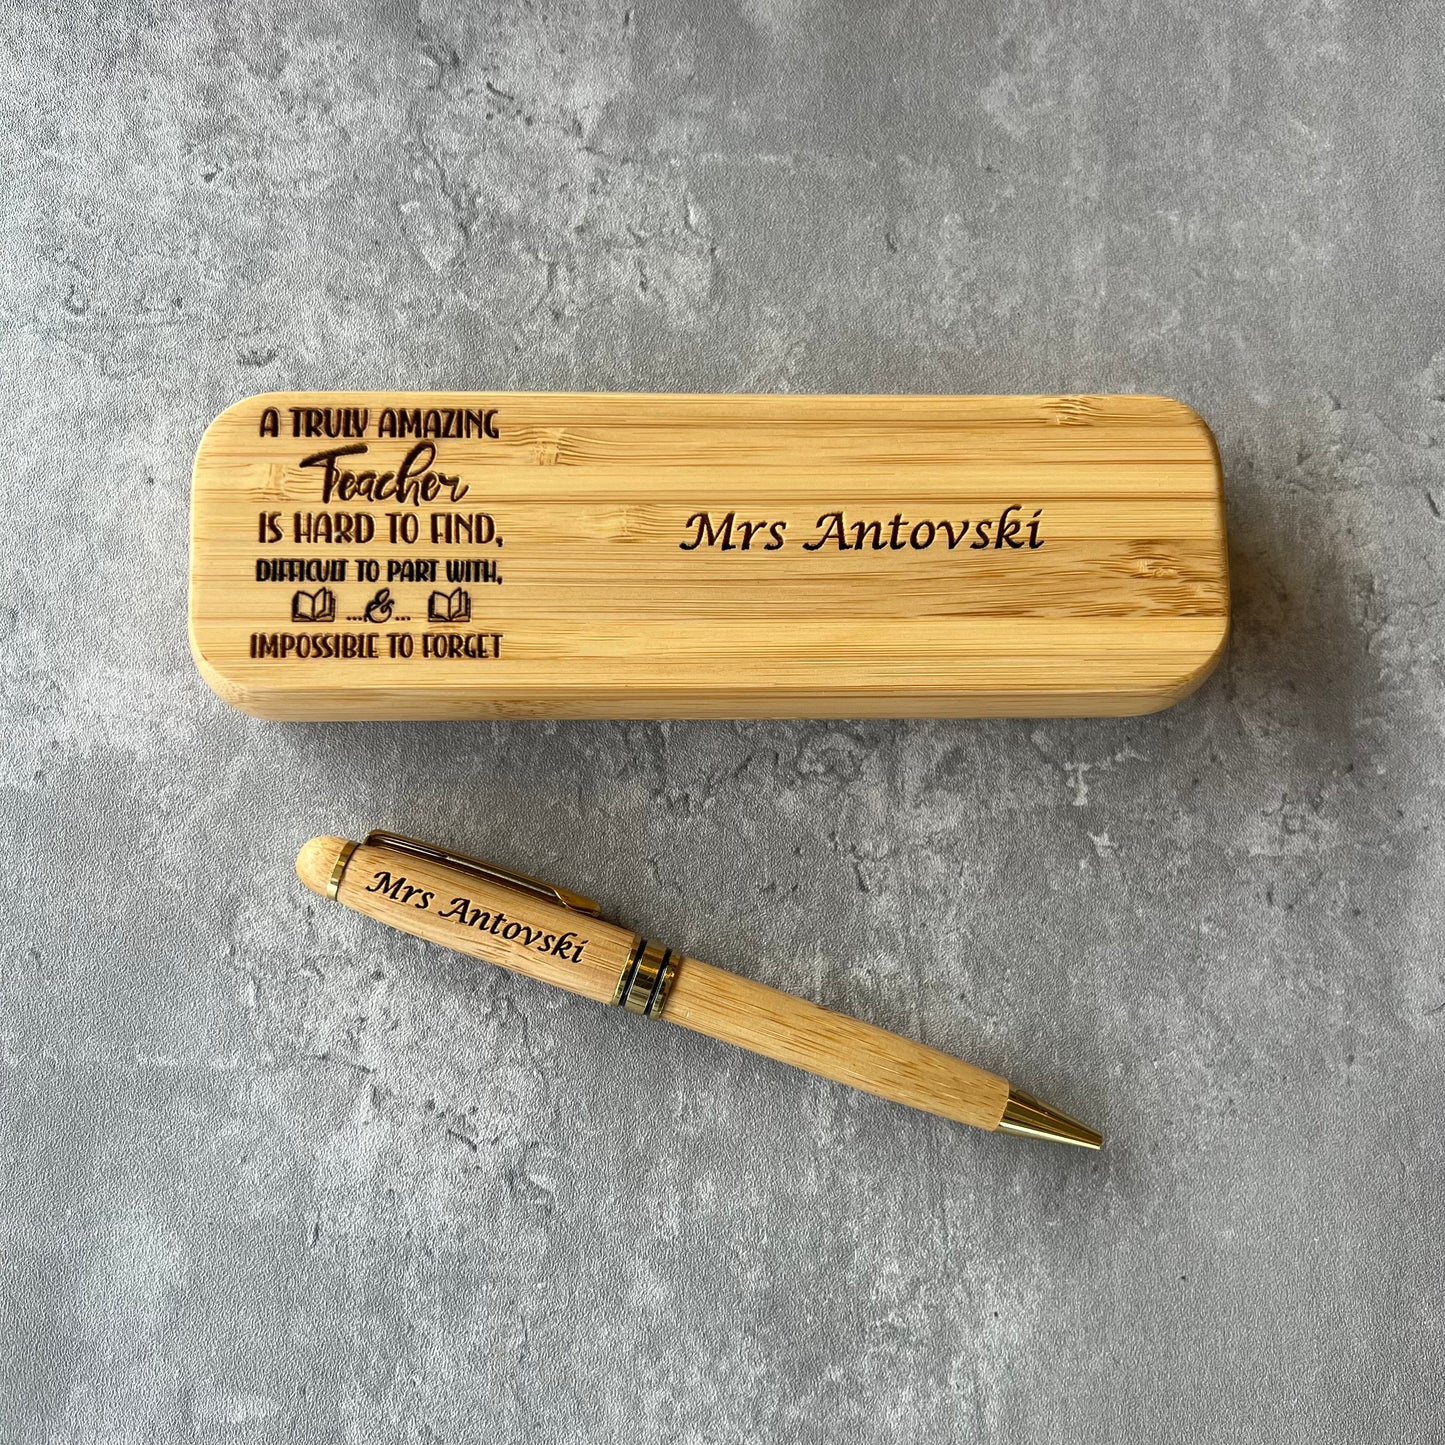 A TRULY AMAZING
Teacher
IS HARD TO FIND,
DIFFICULT TO PART WITH,
...&...
IMPOSSIBLE TO FORGET
Mrs Antovski
Mrs Antovski